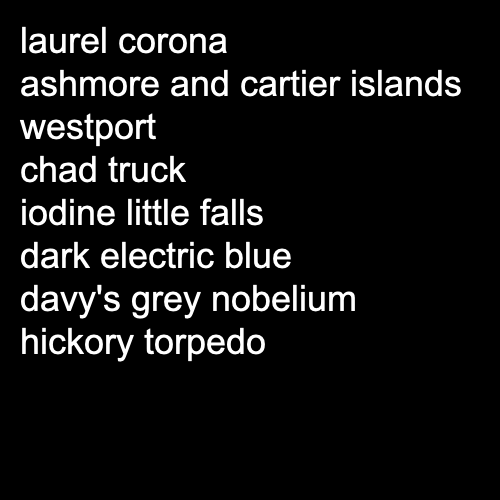 laurel corona
ashmore and cartier islands
westport
chad truck
iodine little falls
dark electric blue
davy's grey nobelium
hickory torpedo